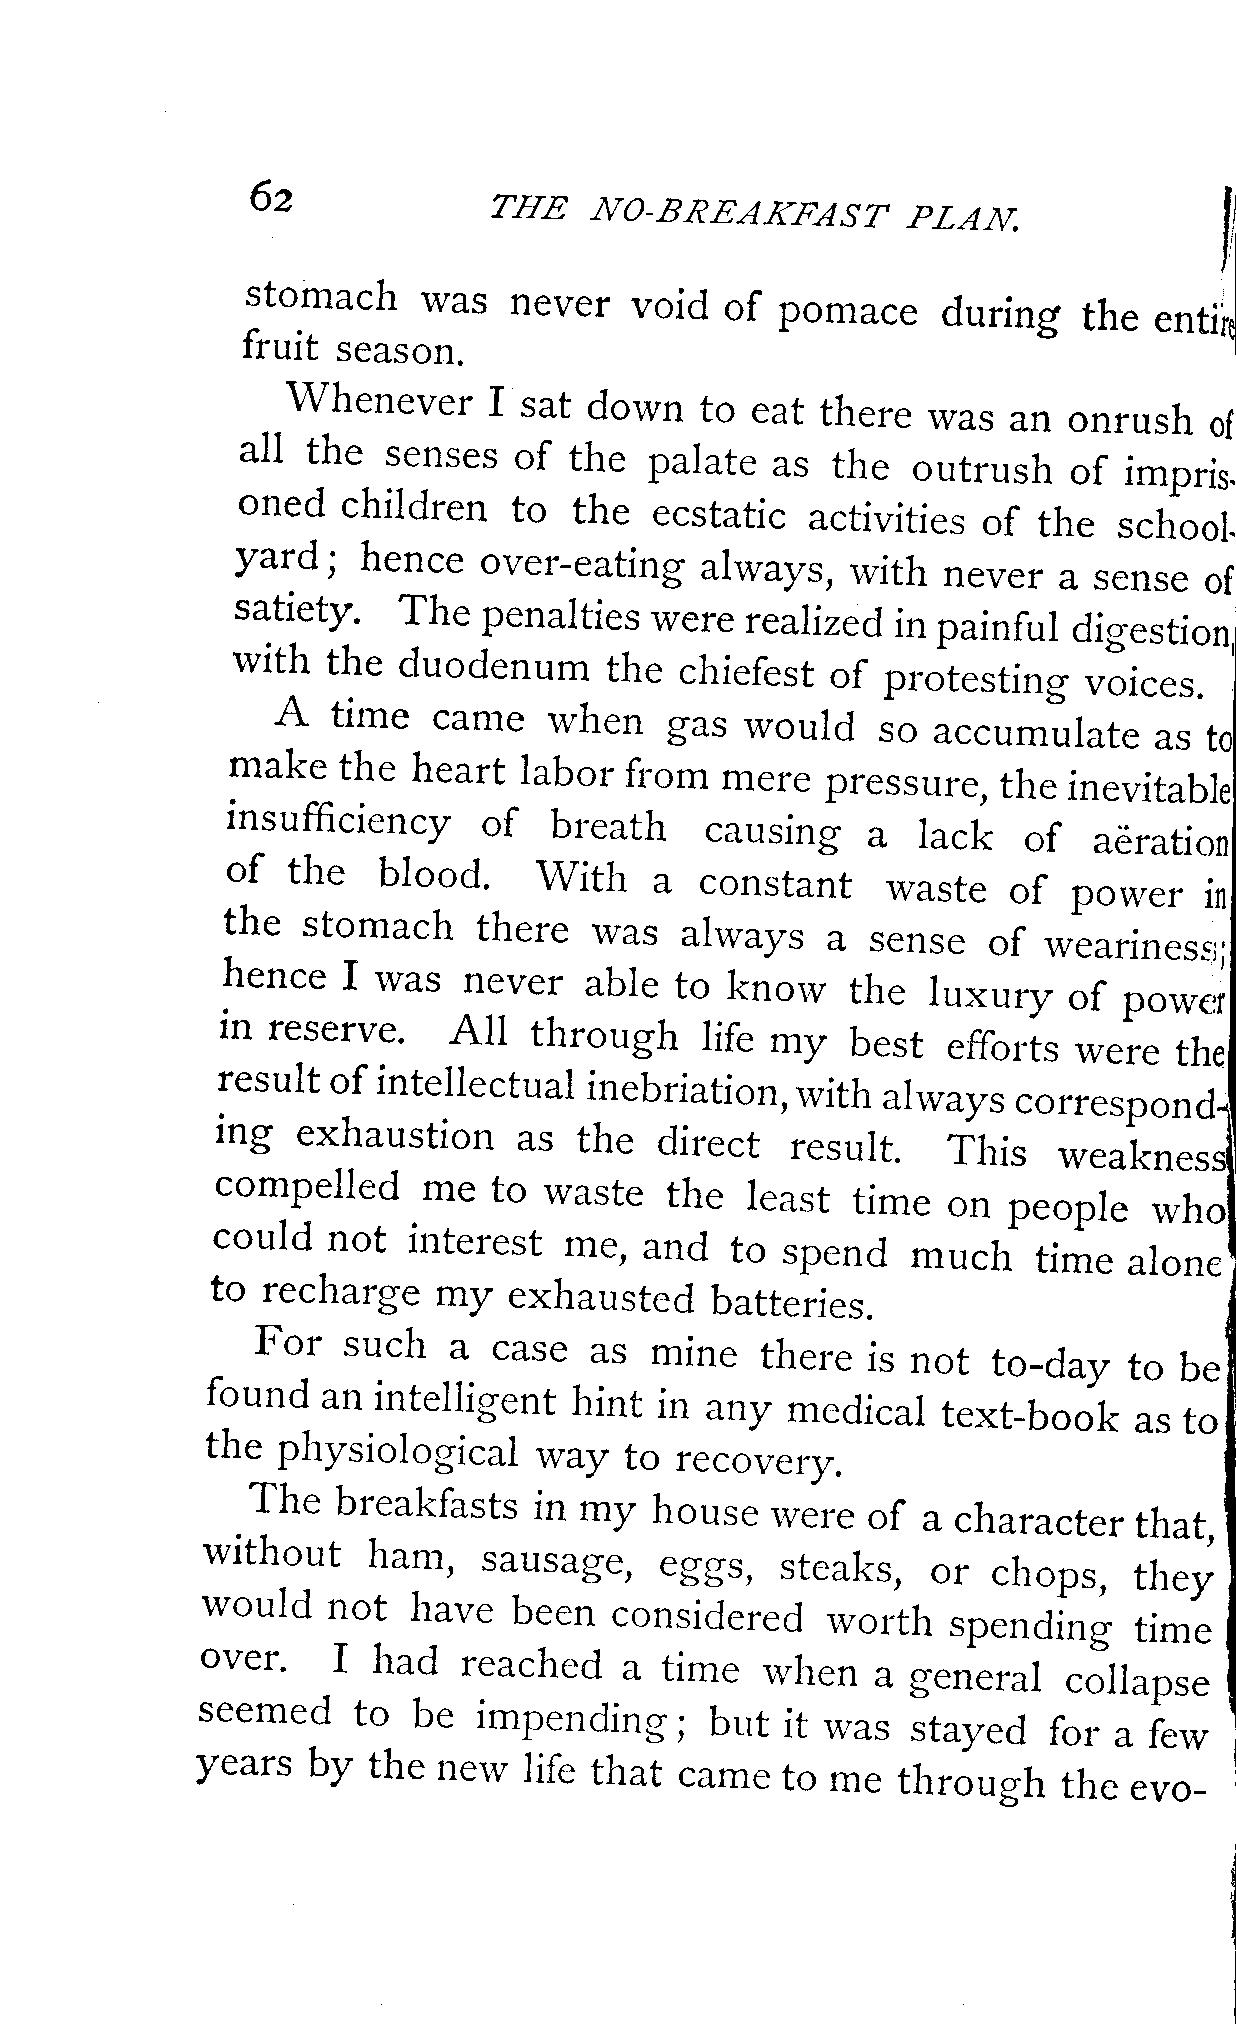 62 THE NO-BREAKFAST PLAN.
stomach was never void of pomace during the entire
fruit season.
Whenever I sat down to eat there was an onrush of
all the senses of the palate as the outrush of impris-
oned children to the ecstatic activities of the school-
yard; hence over-eating always, with never a sense of
satiety. The penalties were realized in painful digestion,
with the duodenum the chiefest of protesting voices.
A time came when gas would so accumulate as to
make the heart labor from mere pressure, the inevitable
insufficiency of breath causing a lack of aëration
of the blood. With a constant waste of power in
the stomach there was always a sense of weariness;
hence I was never able to know the luxury of power
in reserve. All through life my best efforts were the
result of intellectual inebriation, with always correspond-
ing exhaustion as the direct result. This weakness
compelled me to waste the least time on people who
could not interest me, and to spend much time alone
to recharge my exhausted batteries.
For such a case as mine there is not to-day to be
found an intelligent hint in any medical text-book as to
the physiological way to recovery.
The breakfasts in my house were of a character that,
without ham, sausage, eggs, steaks, or chops, they
would not have been considered worth spending time
over. I had reached a time when a general collapse
seemed to be impending; but it was stayed for a few
years by the new life that came to me through the evo-